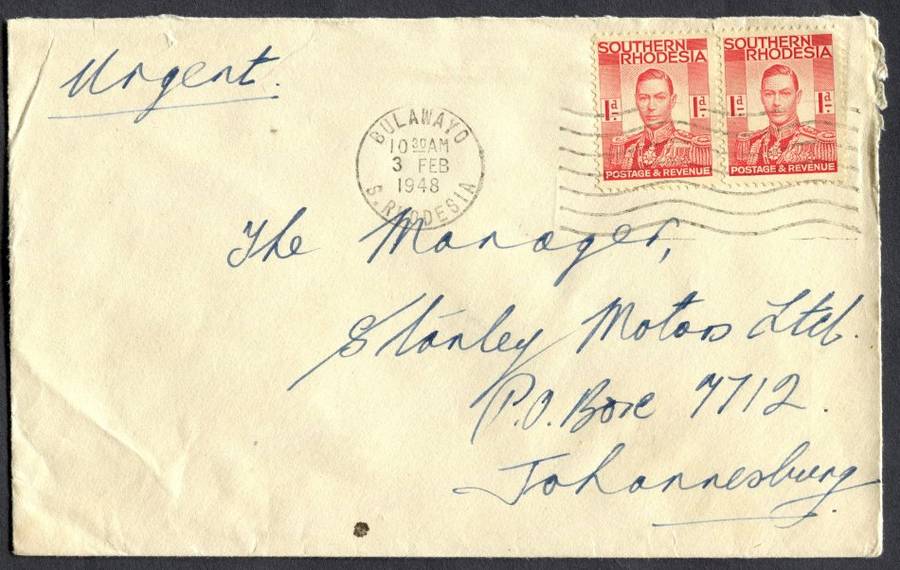 Urgent.
SOUTHERN
RHODESIA
1d. 1d.
POSTAGE & REVENUE
SOUTHERN
RHODESIA
1d. 1d.
POSTAGE & REVENUE
BULAWAYO
10 30 AM
3 FEB
1948
S. RHODESIA
The Manager,
Stanley Motors Ltd.
P.O. Box 7712.
Johannesburg